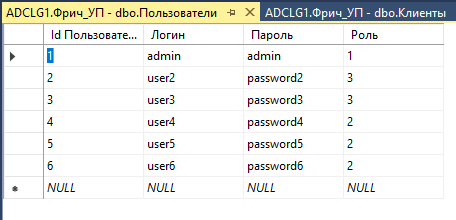 ADCLG1.Фрич_УП - dbo.Пользователи ADCLG1.Фрич_УП - dbo.Клиенты
Id Пользовате... Логин Пароль Роль
1 admin admin 1
2 user2 password2 3
3 user3 password3 3
4 user4 password4 2
5 user5 password5 2
6 user6 password6 2
NULL NULL NULL NULL